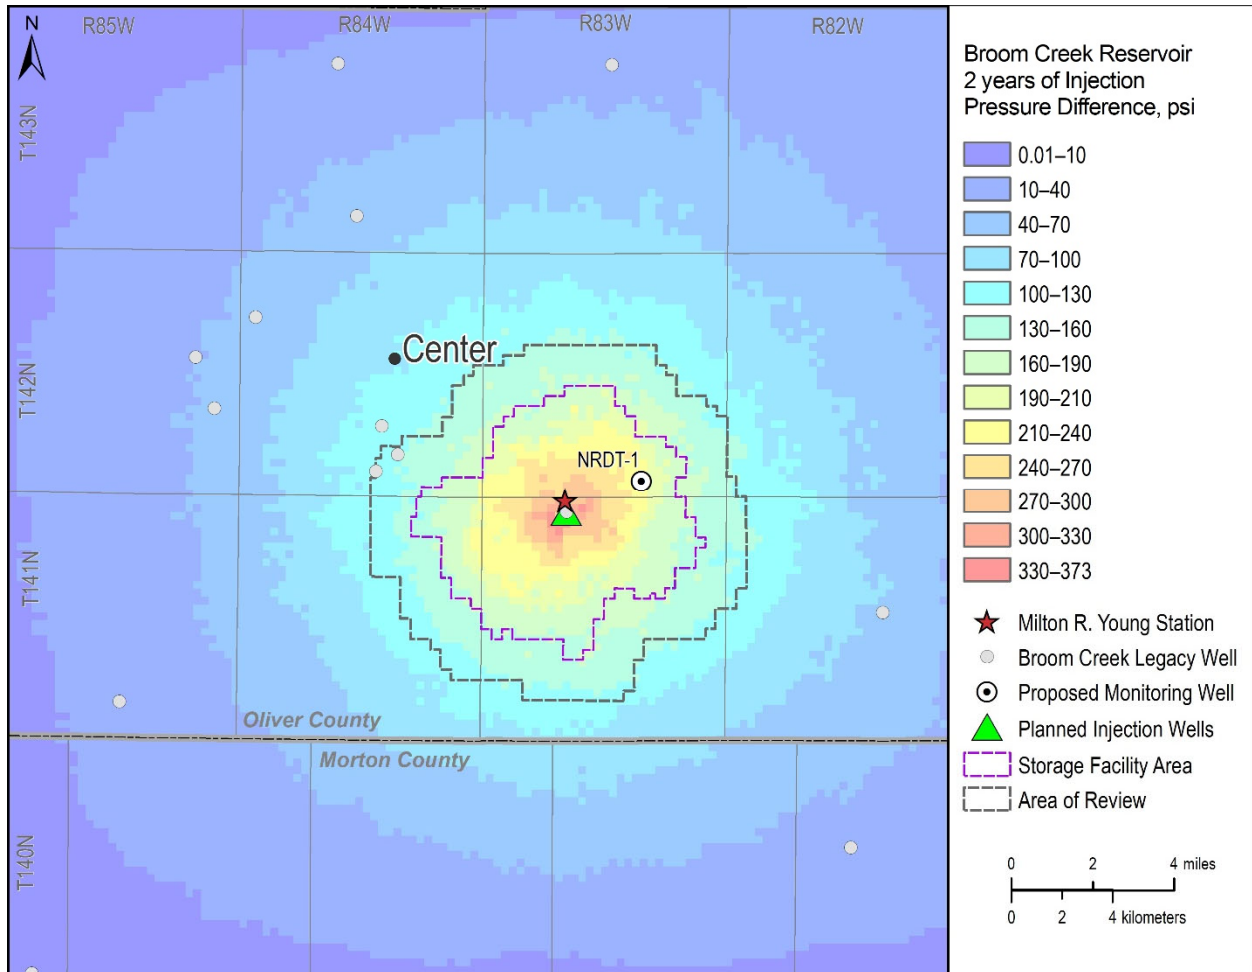 N
R85W
R84W
R83W
R82W
T143N
T142N
T141N
T140N
Center
NRDT-1
Oliver County
Morton County
Broom Creek Reservoir
2 years of Injection
Pressure Difference, psi
0.01–10
10–40
40–70
70–100
100–130
130–160
160–190
190–210
210–240
240–270
270–300
300–330
330–373
Milton R. Young Station
Broom Creek Legacy Well
Proposed Monitoring Well
Planned Injection Wells
Storage Facility Area
Area of Review
0 2 4 miles
0 2 4 kilometers